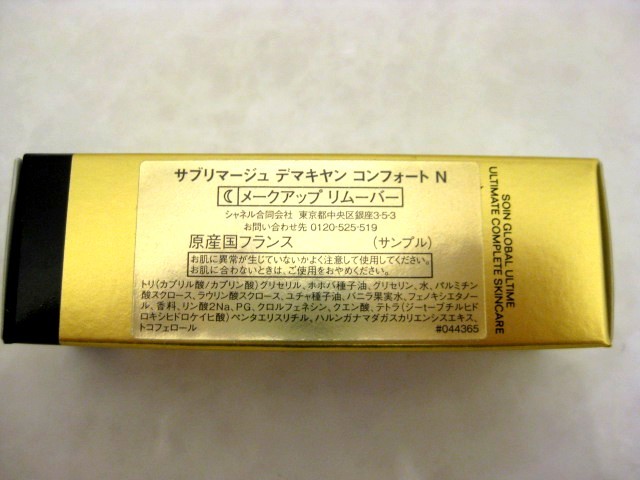 サブリマージュ デマキヤン コンフォート N
メークアップ リムーバー
シャネル合同会社 東京都中央区銀座3-5-3
お問い合わせ先 0120-525-519
原産国フランス (サンプル)
お肌に異常が生じていないかよく注意して使用してください。
お肌に合わないときは、ご使用をおやめください。
トリ(カプリル酸/カプリン酸)グリセリル、ホホバ種子油、グリセリン、水、パルミチン
酸スクロース、ラウリン酸スクロース、ユチャ種子油、バニラ果実水、フェノキシエタノー
ル、香料、リン酸2Na、PG、クロルフェネシン、クエン酸、テトラ(ジ-t-ブチルヒド
ロキシヒドロケイヒ酸)ペンタエリスリチル、ハルンガナマダガスカリエンシスエキス、
トコフェロール #044365
SOIN GLOBAL ULTIME
ULTIMATE COMPLETE SKINCARE